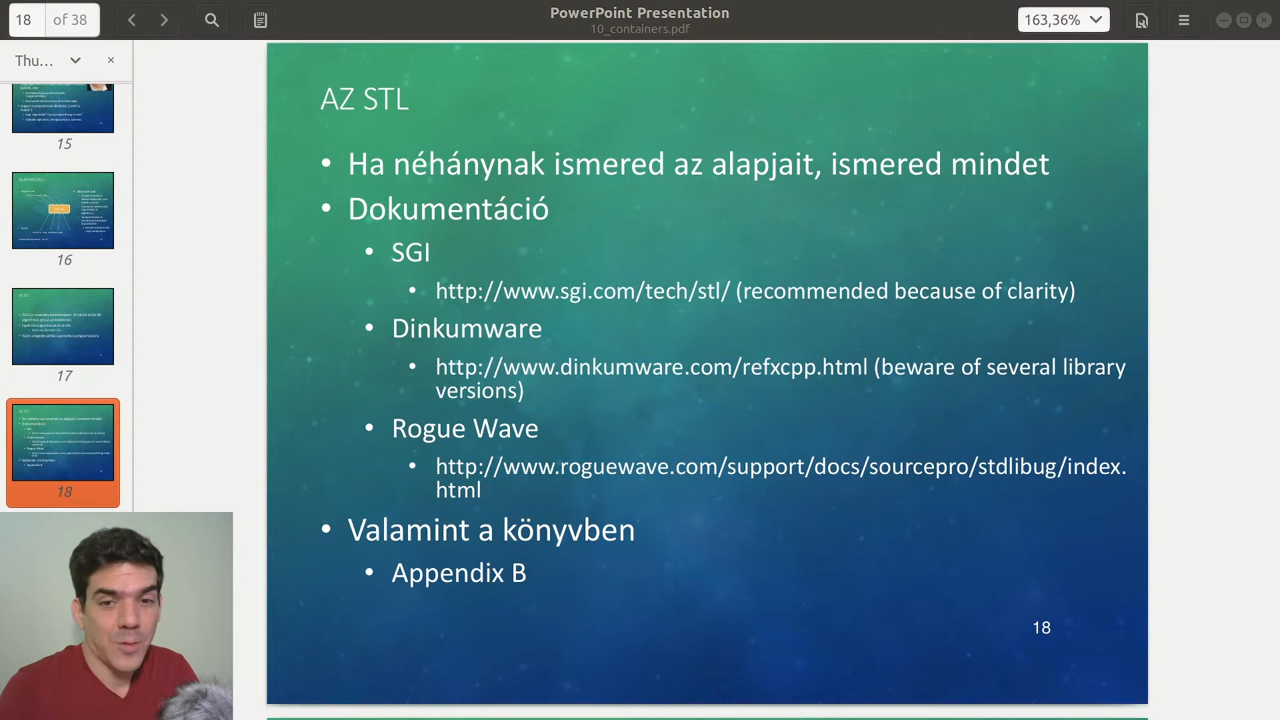 18 of 38
PowerPoint Presentation
10_containers.pdf
163,36%
Thu...
15
16
17
18
AZ STL
• Ha néhánynak ismered az alapjait, ismered mindet
• Dokumentáció
• SGI
• http://www.sgi.com/tech/stl/ (recommended because of clarity)
• Dinkumware
• http://www.dinkumware.com/refxcpp.html (beware of several library
versions)
• Rogue Wave
• http://www.roguewave.com/support/docs/sourcepro/stdlibug/index.
html
• Valamint a könyvben
• Appendix B
18